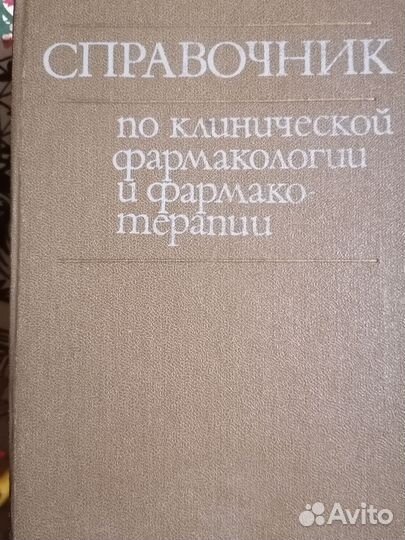 СПРАВОЧНИК
по клинической
фармакологии
и фармако-
терапии
Avito